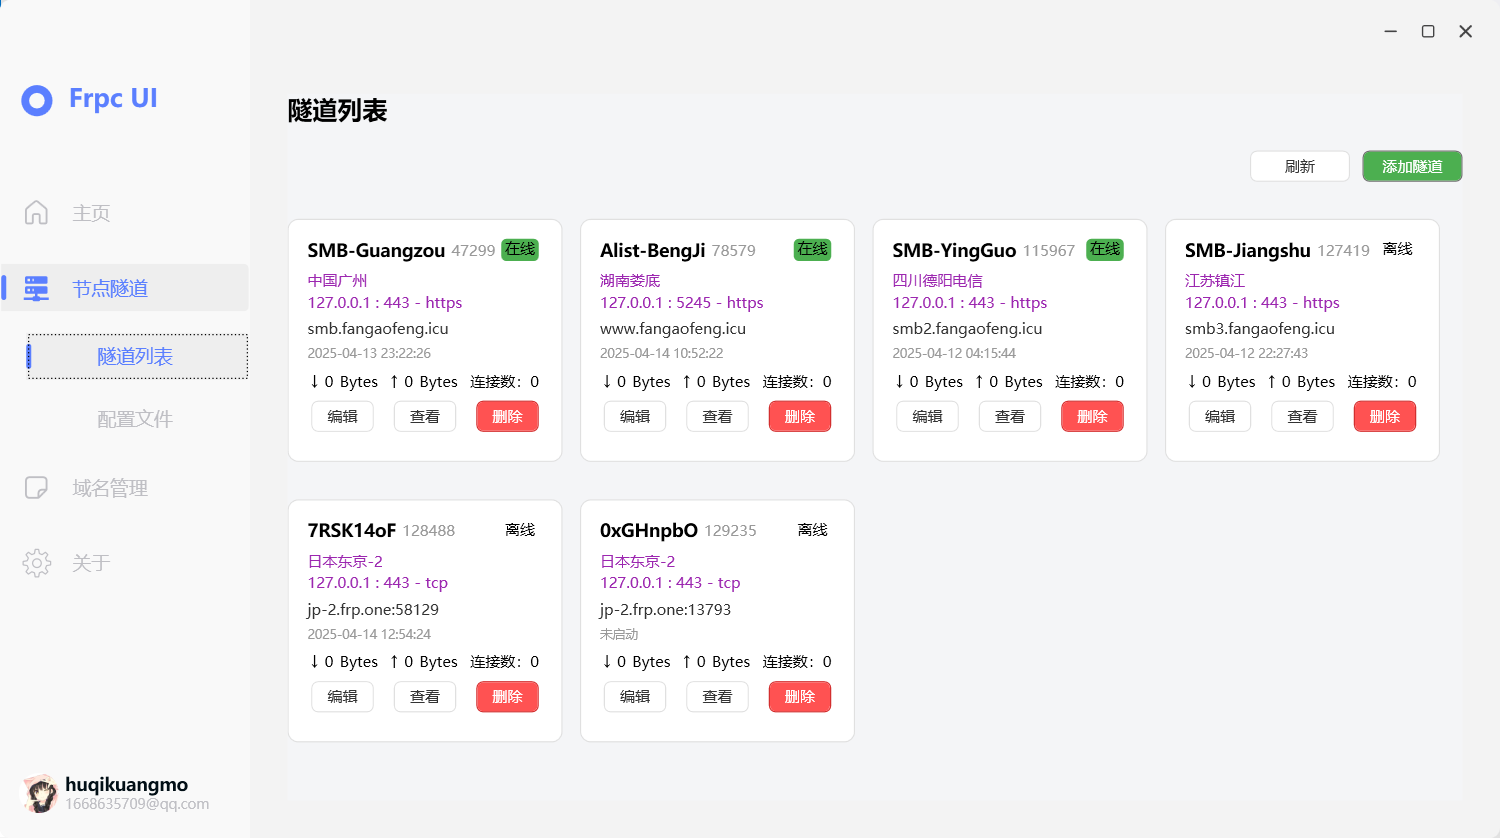 Frpc UI
主页
节点隧道
隧道列表
配置文件
域名管理
关于
huqikuangmo
1668635709@qq.com
隧道列表
刷新 添加隧道
SMB-Guangzou 47299 在线
中国广州
127.0.0.1 : 443 - https
smb.fangaofeng.icu
2025-04-13 23:22:26
↓ 0 Bytes ↑ 0 Bytes 连接数：0
编辑 查看 删除
Alist-BengJi 78579 在线
湖南娄底
127.0.0.1 : 5245 - https
www.fangaofeng.icu
2025-04-14 10:52:22
↓ 0 Bytes ↑ 0 Bytes 连接数：0
编辑 查看 删除
SMB-YingGuo 115967 在线
四川德阳电信
127.0.0.1 : 443 - https
smb2.fangaofeng.icu
2025-04-12 04:15:44
↓ 0 Bytes ↑ 0 Bytes 连接数：0
编辑 查看 删除
SMB-Jiangshu 127419 离线
江苏镇江
127.0.0.1 : 443 - https
smb3.fangaofeng.icu
2025-04-12 22:27:43
↓ 0 Bytes ↑ 0 Bytes 连接数：0
编辑 查看 删除
7RSK14oF 128488 离线
日本东京-2
127.0.0.1 : 443 - tcp
jp-2.frp.one:58129
2025-04-14 12:54:24
↓ 0 Bytes ↑ 0 Bytes 连接数：0
编辑 查看 删除
0xGHnpbO 129235 离线
日本东京-2
127.0.0.1 : 443 - tcp
jp-2.frp.one:13793
未启动
↓ 0 Bytes ↑ 0 Bytes 连接数：0
编辑 查看 删除